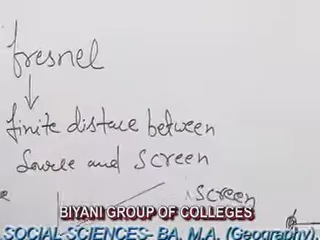 fresnel
finite distace between
source and screen
screen
BIYANI GROUP OF COLLEGES
SOCIAL SCIENCES- BA, M.A. (Geography),